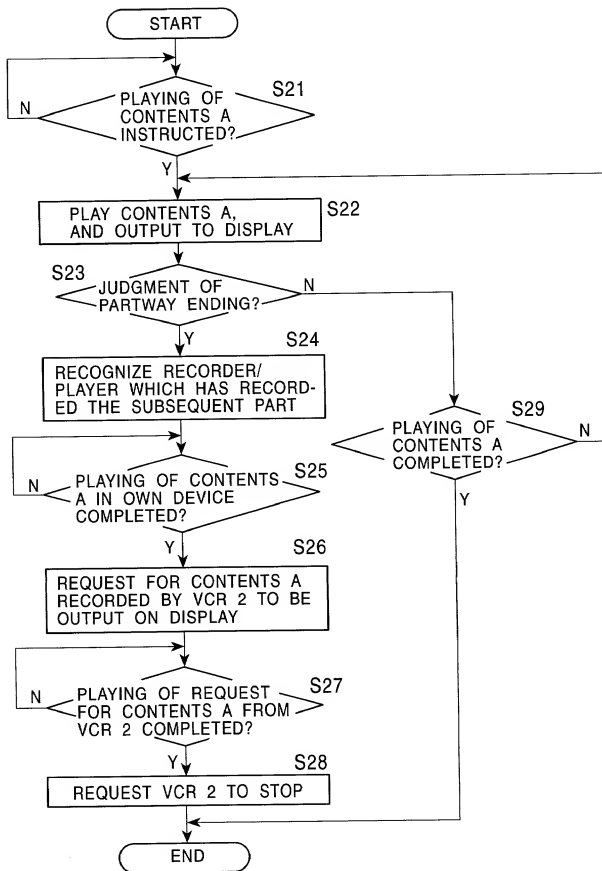 START
S21
PLAYING OF
CONTENTS A
INSTRUCTED?
N
Y
S22
PLAY CONTENTS A,
AND OUTPUT TO DISPLAY
S23
JUDGMENT OF
PARTWAY ENDING?
N
Y
S24
RECOGNIZE RECORDER/
PLAYER WHICH HAS RECORD-
ED THE SUBSEQUENT PART
S29
PLAYING OF
CONTENTS A
COMPLETED?
N
Y
S25
PLAYING OF CONTENTS
A IN OWN DEVICE
COMPLETED?
N
Y
S26
REQUEST FOR CONTENTS A
RECORDED BY VCR 2 TO BE
OUTPUT ON DISPLAY
S27
PLAYING OF REQUEST
FOR CONTENTS A FROM
VCR 2 COMPLETED?
N
Y
S28
REQUEST VCR 2 TO STOP
END